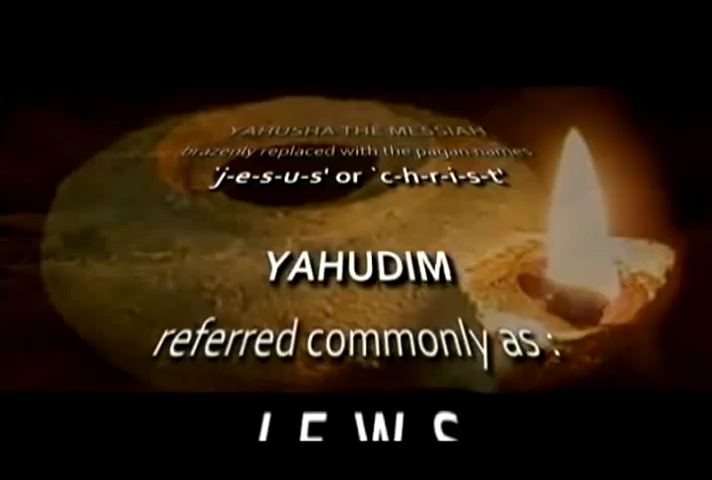 YAHUSHA THE MESSIAH
brazenly replaced with the pagan names
'j-e-s-u-s' or 'c-h-r-i-s-t'
YAHUDIM
referred commonly as :
J E W S